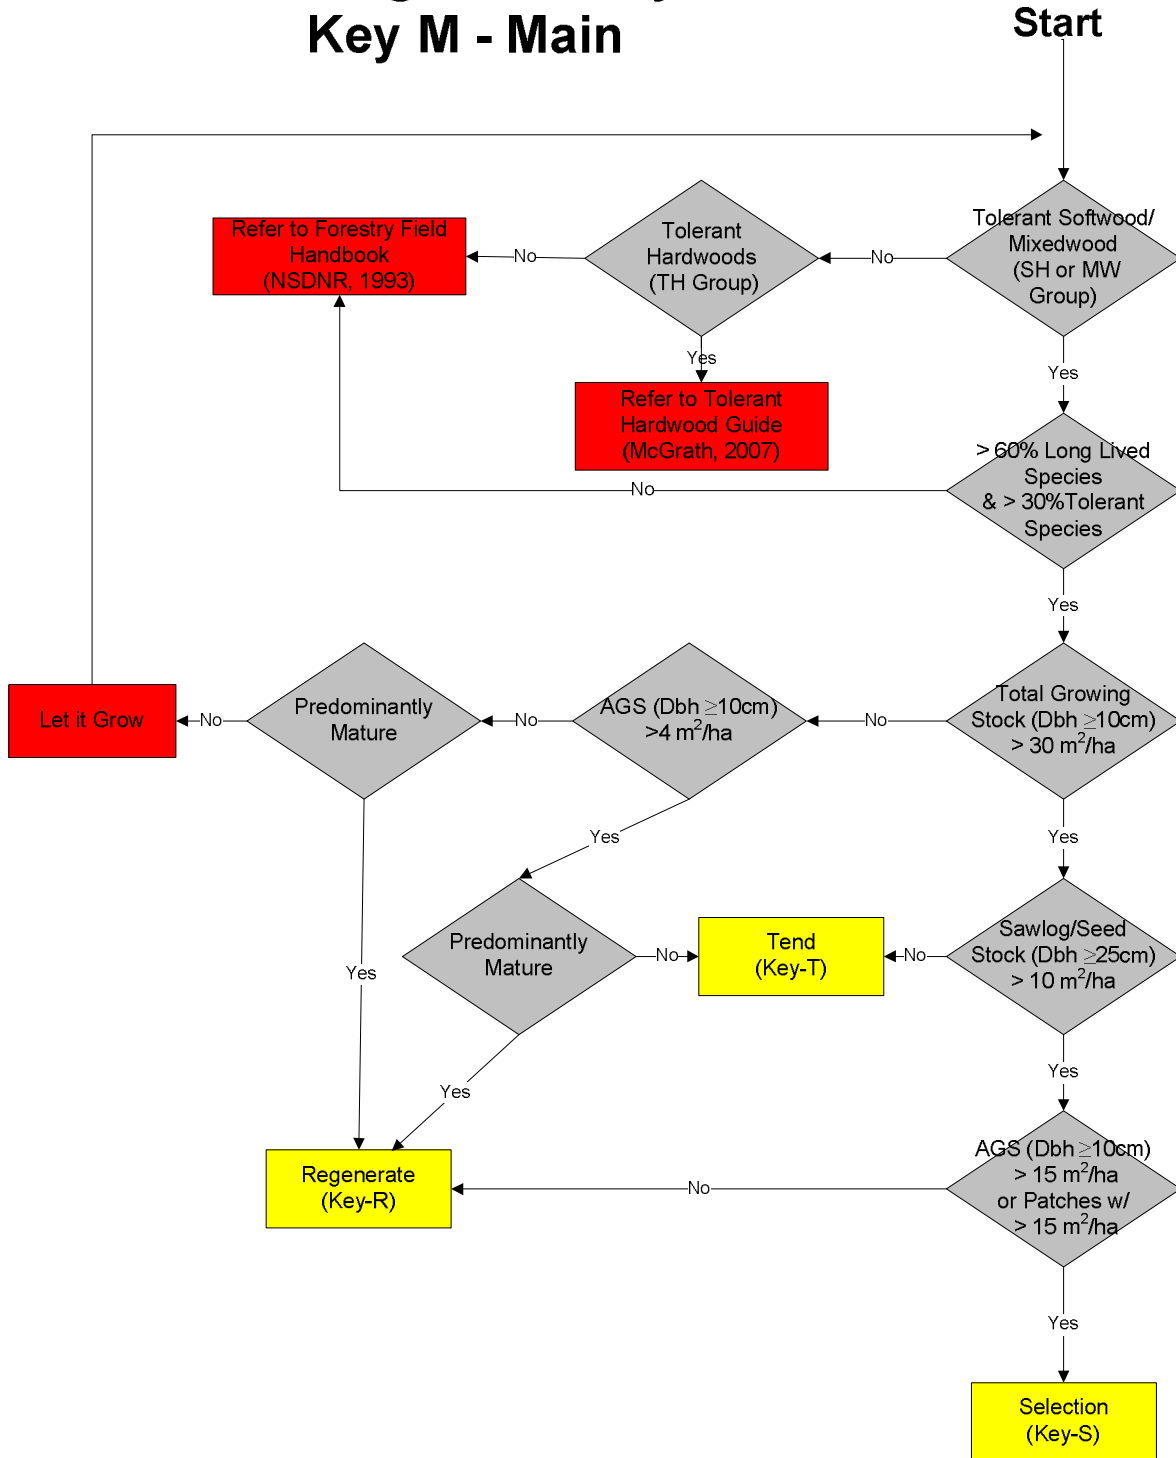 Key M - Main
Start
Tolerant Softwood/
Mixedwood
(SH or MW
Group)
No
Tolerant
Hardwoods
(TH Group)
No
Refer to Forestry Field
Handbook
(NSDNR, 1993)
Yes
Refer to Tolerant
Hardwood Guide
(McGrath, 2007)
Yes
> 60% Long Lived
Species
& > 30%Tolerant
Species
No
Yes
Total Growing
Stock (Dbh ≥10cm)
> 30 m²/ha
No
AGS (Dbh ≥10cm)
>4 m²/ha
No
Predominantly
Mature
No
Let it Grow
Yes
Yes
Yes
Sawlog/Seed
Stock (Dbh ≥25cm)
> 10 m²/ha
No
Tend
(Key-T)
No
Predominantly
Mature
Yes
Yes
AGS (Dbh ≥10cm)
> 15 m²/ha
or Patches w/
> 15 m²/ha
No
Regenerate
(Key-R)
Yes
Selection
(Key-S)